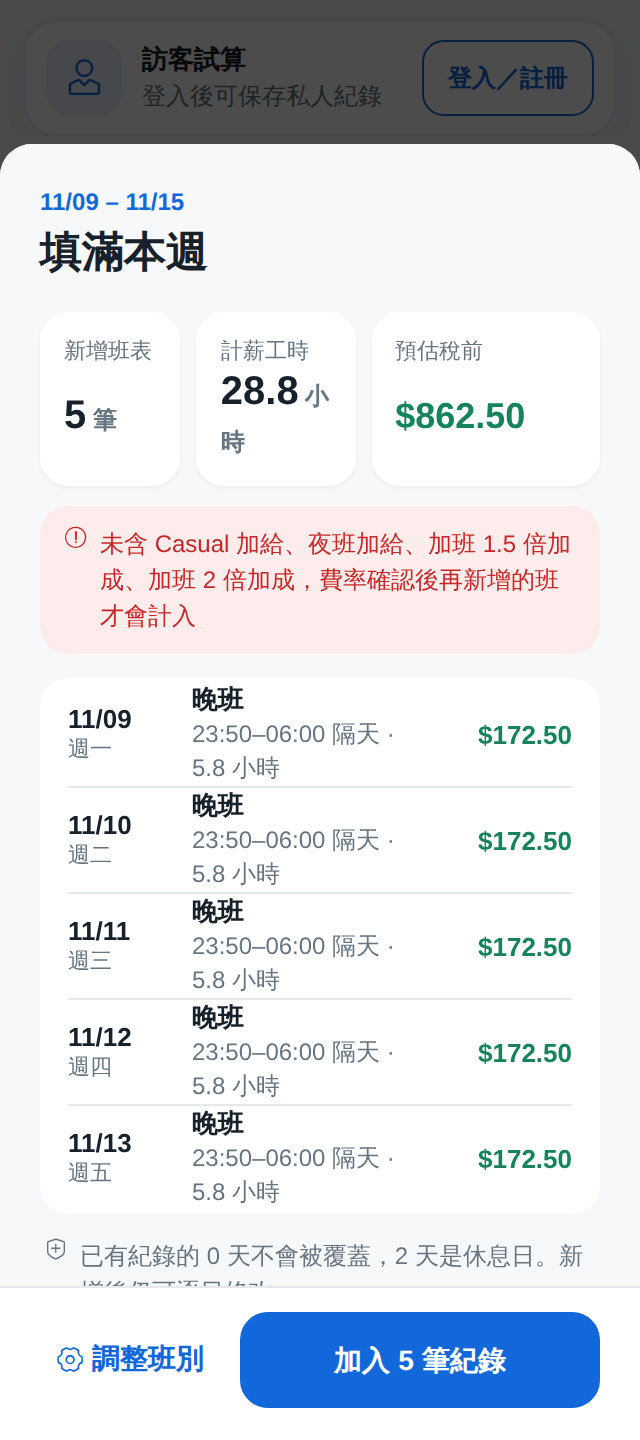 訪客試算
登入後可保存私人紀錄
登入／註冊
11/09 – 11/15
填滿本週
新增班表
5 筆
計薪工時
28.8 小
時
預估稅前
$862.50
未含 Casual 加給、夜班加給、加班 1.5 倍加
成、加班 2 倍加成，費率確認後再新增的班
才會計入
11/09
週一
晚班
23:50–06:00 隔天 ·
5.8 小時
$172.50
11/10
週二
晚班
23:50–06:00 隔天 ·
5.8 小時
$172.50
11/11
週三
晚班
23:50–06:00 隔天 ·
5.8 小時
$172.50
11/12
週四
晚班
23:50–06:00 隔天 ·
5.8 小時
$172.50
11/13
週五
晚班
23:50–06:00 隔天 ·
5.8 小時
$172.50
已有紀錄的 0 天不會被覆蓋，2 天是休息日。新
調整班別
加入 5 筆紀錄